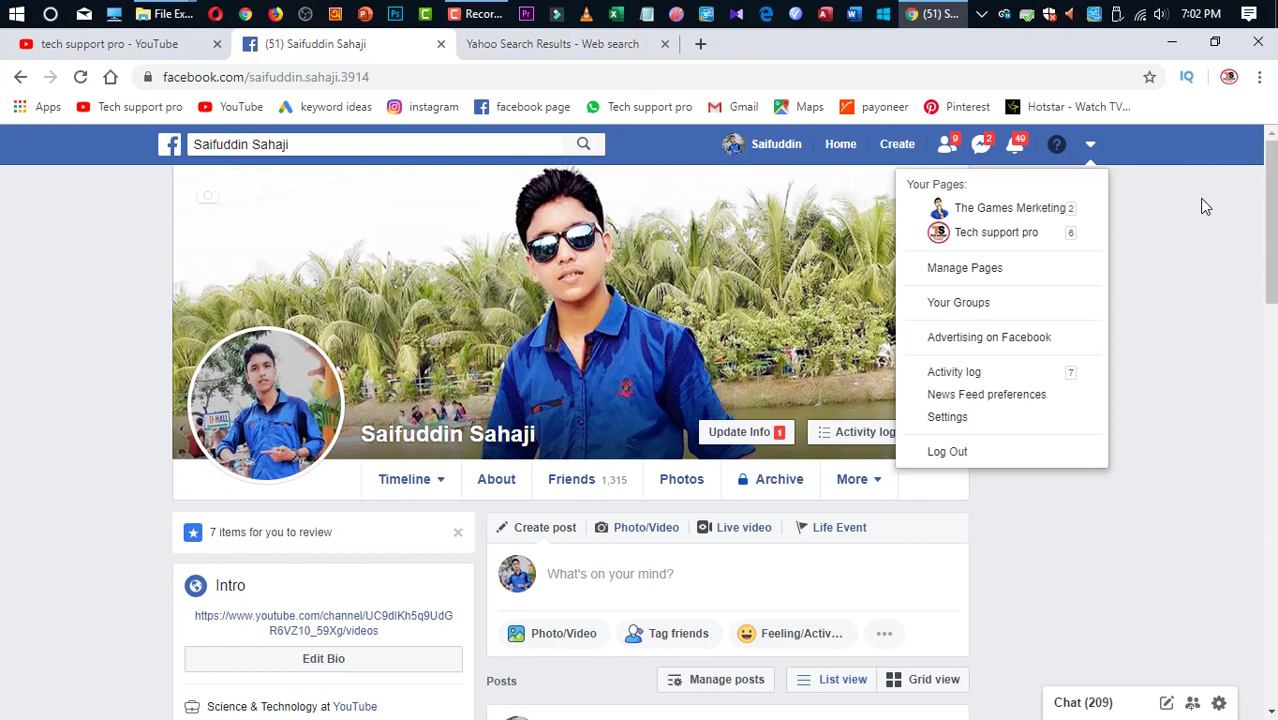 File Ex...
Recor...
(51) S...
7:02 PM
tech support pro - YouTube
(51) Saifuddin Sahaji
Yahoo Search Results - Web search
facebook.com/saifuddin.sahaji.3914
IQ
Apps
Tech support pro
YouTube
keyword ideas
instagram
facebook page
Tech support pro
Gmail
Maps
payoneer
Pinterest
Hotstar - Watch TV...
Saifuddin Sahaji
Saifuddin
Home
Create
9
2
49
Your Pages:
The Games Merketing 2
Tech support pro 6
Manage Pages
Your Groups
Advertising on Facebook
Activity log 7
News Feed preferences
Settings
Log Out
Saifuddin Sahaji
Update Info 1
Activity log
Timeline
About
Friends 1,315
Photos
Archive
More
7 items for you to review
Create post
Photo/Video
Live video
Life Event
What's on your mind?
Intro
https://www.youtube.com/channel/UC9dIKh5q9UdG
R6VZ10_59Xg/videos
Edit Bio
Photo/Video
Tag friends
Feeling/Activ...
Posts
Manage posts
List view
Grid view
Science & Technology at YouTube
Chat (209)